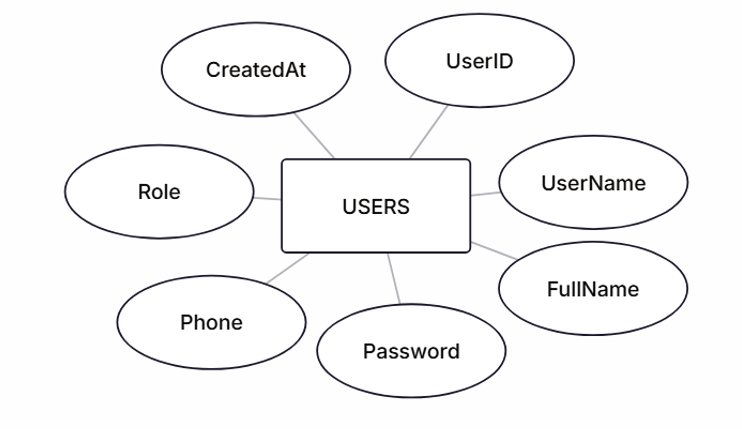 CreatedAt
UserID
Role
USERS
UserName
FullName
Phone
Password